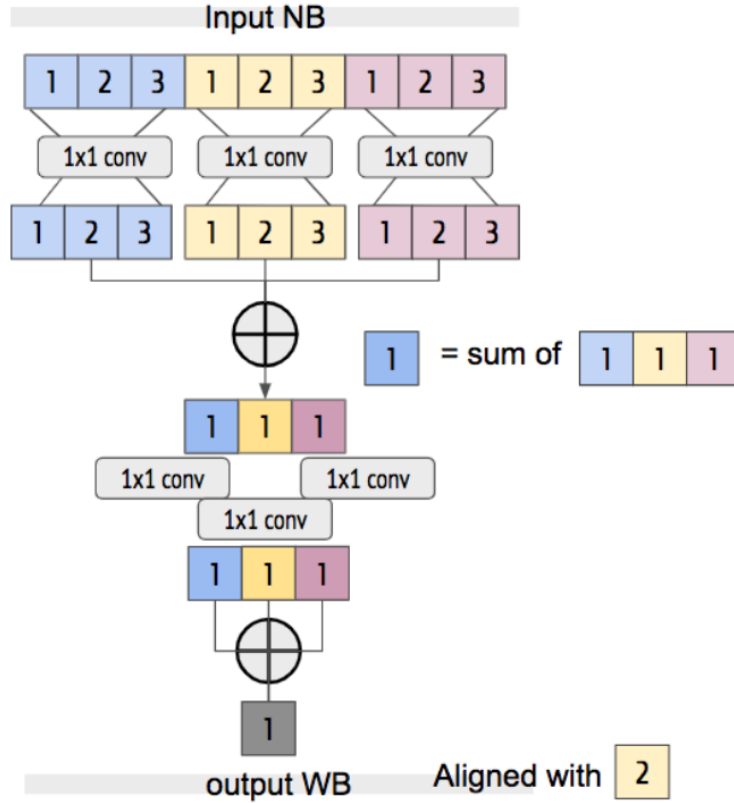 Input NB
1 2 3 1 2 3 1 2 3
1x1 conv 1x1 conv 1x1 conv
1 2 3 1 2 3 1 2 3
1 = sum of 1 1 1
1 1 1
1x1 conv 1x1 conv
1x1 conv
1 1 1
1
output WB Aligned with 2